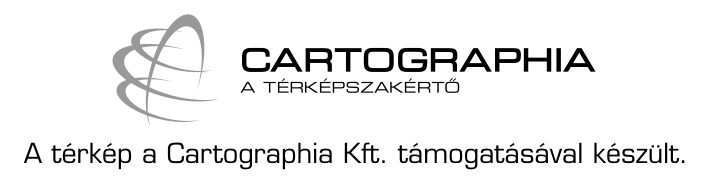 CARTOGRAPHIA
A TÉRKÉPSZAKÉRTŐ
A térkép a Cartographia Kft. támogatásával készült.